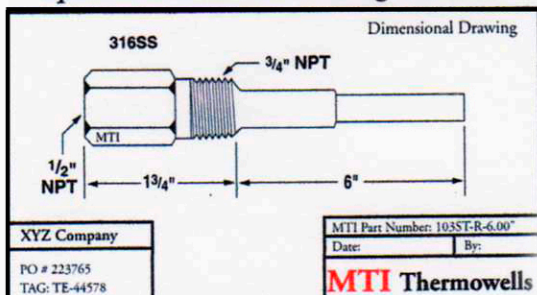 Dimensional Drawing
316SS
3/4" NPT
MTI
1/2"
NPT
1 3/4"
6"
XYZ Company
PO # 223765
TAG: TE-44578
MTI Part Number: 1035T-R-6.00"
Date: By:
MTI Thermowells